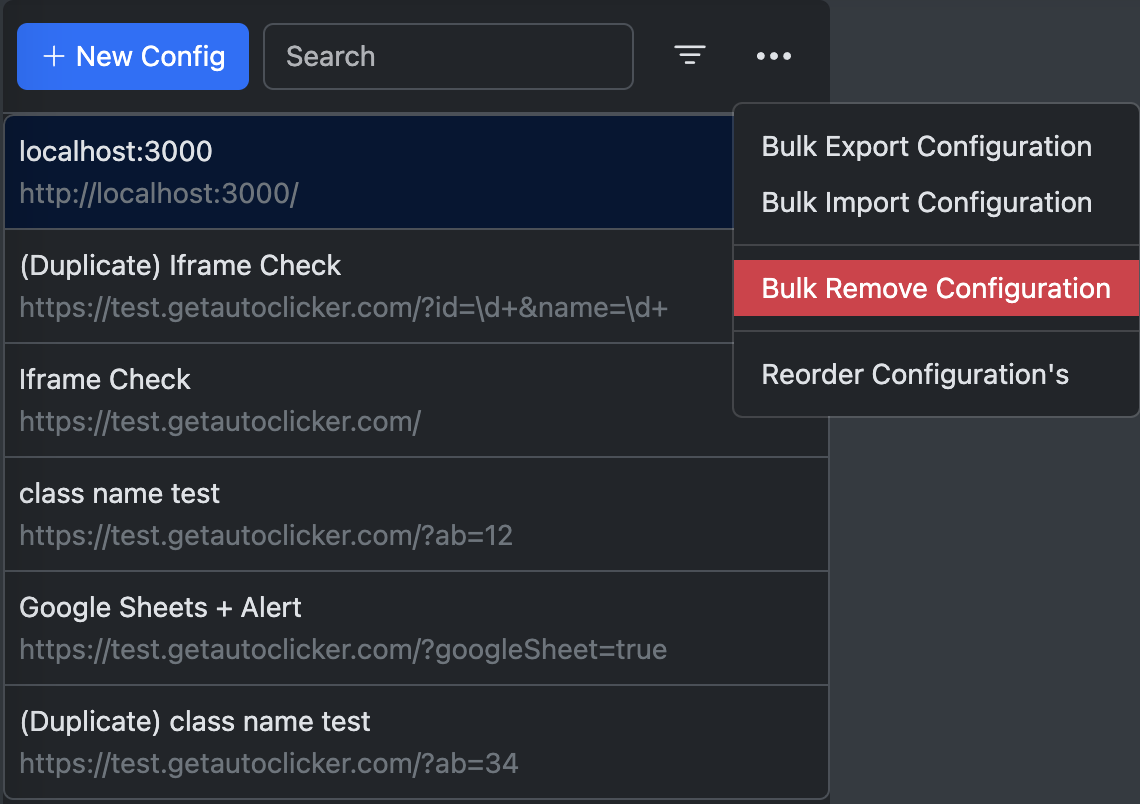 + New Config
Search
•••
localhost:3000
http://localhost:3000/
(Duplicate) Iframe Check
https://test.getautoclicker.com/?id=\d+&name=\d+
Iframe Check
https://test.getautoclicker.com/
class name test
https://test.getautoclicker.com/?ab=12
Google Sheets + Alert
https://test.getautoclicker.com/?googleSheet=true
(Duplicate) class name test
https://test.getautoclicker.com/?ab=34
Bulk Export Configuration
Bulk Import Configuration
Bulk Remove Configuration
Reorder Configuration's